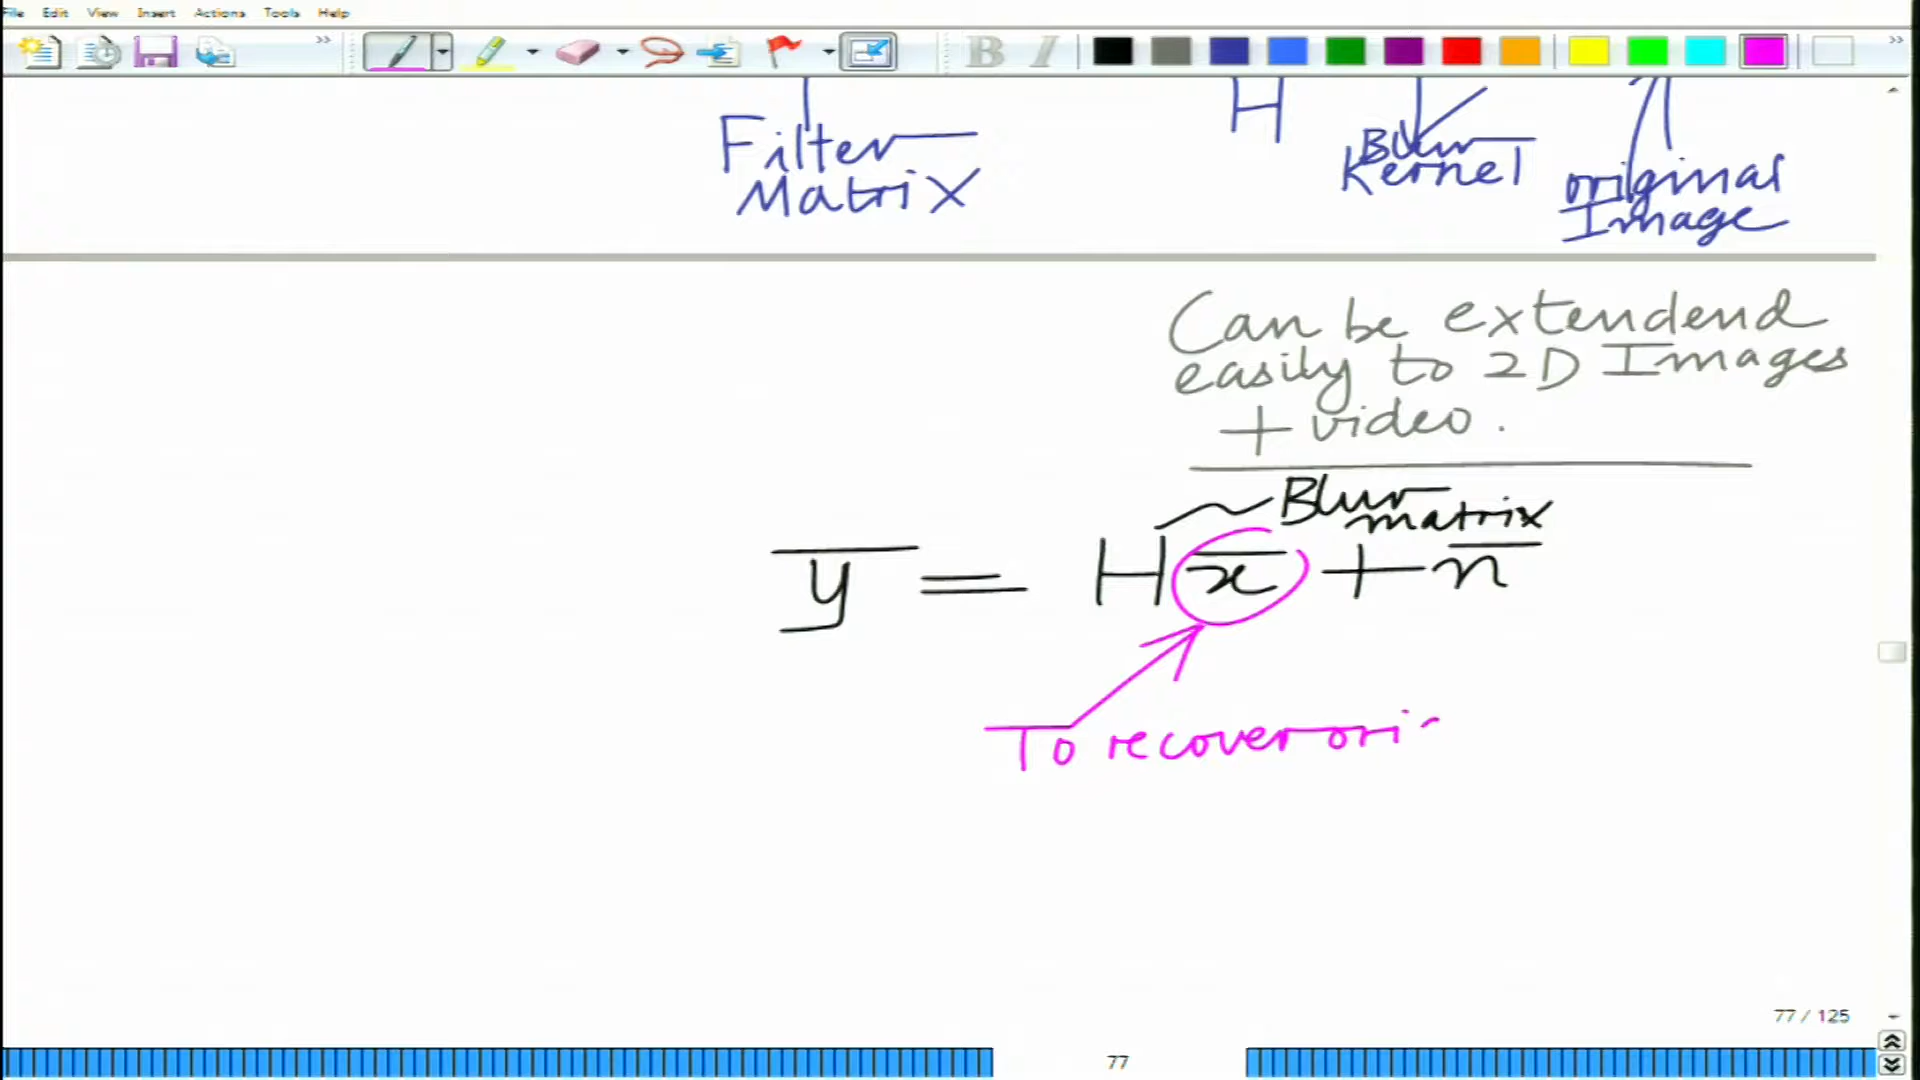 File Edit View Insert Actions Tools Help
B I
Filter
Matrix
H
Blur
Kernel
original
Image
Can be extendend
easily to 2D Images
+ video.
Blur
matrix
y̅ = H x̅ + n̅
To recover ori
77 / 125
77